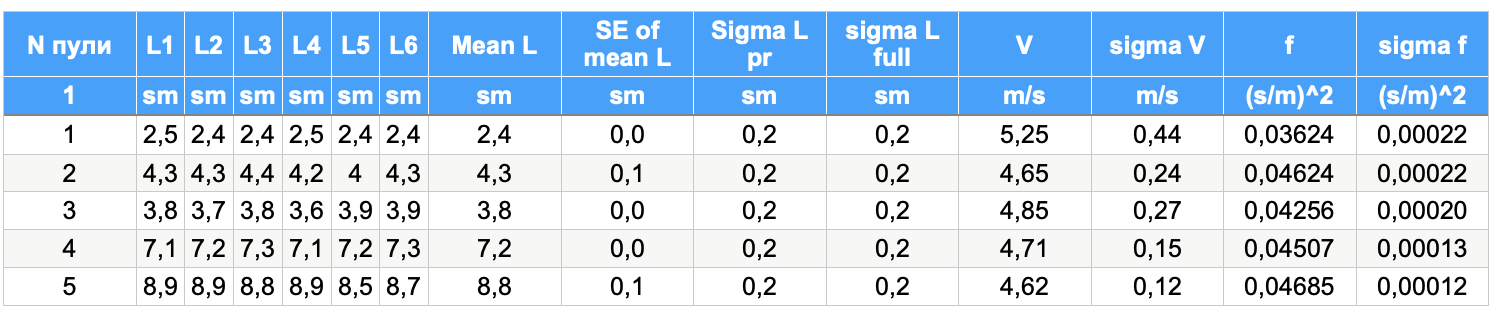 N пули L1 L2 L3 L4 L5 L6 Mean L SE of mean L Sigma L pr sigma L full V sigma V f sigma f
1 sm sm sm sm sm sm sm sm sm sm m/s m/s (s/m)^2 (s/m)^2
1 2,5 2,4 2,4 2,5 2,4 2,4 2,4 0,0 0,2 0,2 5,25 0,44 0,03624 0,00022
2 4,3 4,3 4,4 4,2 4 4,3 4,3 0,1 0,2 0,2 4,65 0,24 0,04624 0,00022
3 3,8 3,7 3,8 3,6 3,9 3,9 3,8 0,0 0,2 0,2 4,85 0,27 0,04256 0,00020
4 7,1 7,2 7,3 7,1 7,2 7,3 7,2 0,0 0,2 0,2 4,71 0,15 0,04507 0,00013
5 8,9 8,9 8,8 8,9 8,5 8,7 8,8 0,1 0,2 0,2 4,62 0,12 0,04685 0,00012